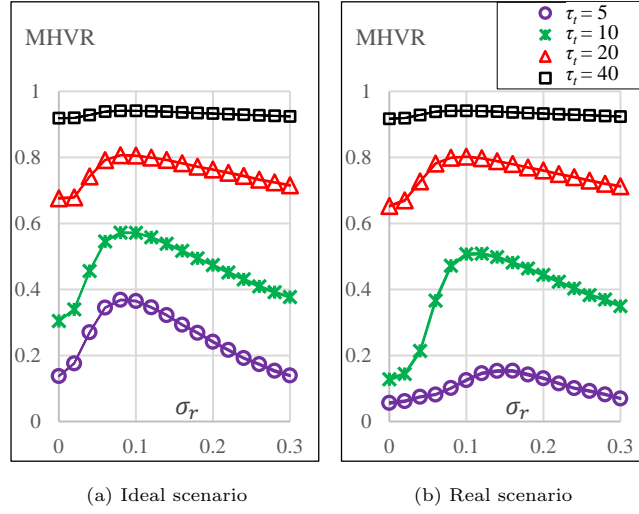 MHVR
1
0.8
0.6
0.4
0.2
0
σr
0 0.1 0.2 0.3
(a) Ideal scenario
MHVR
τt = 5
τt = 10
τt = 20
τt = 40
1
0.8
0.6
0.4
0.2
0
σr
0 0.1 0.2 0.3
(b) Real scenario